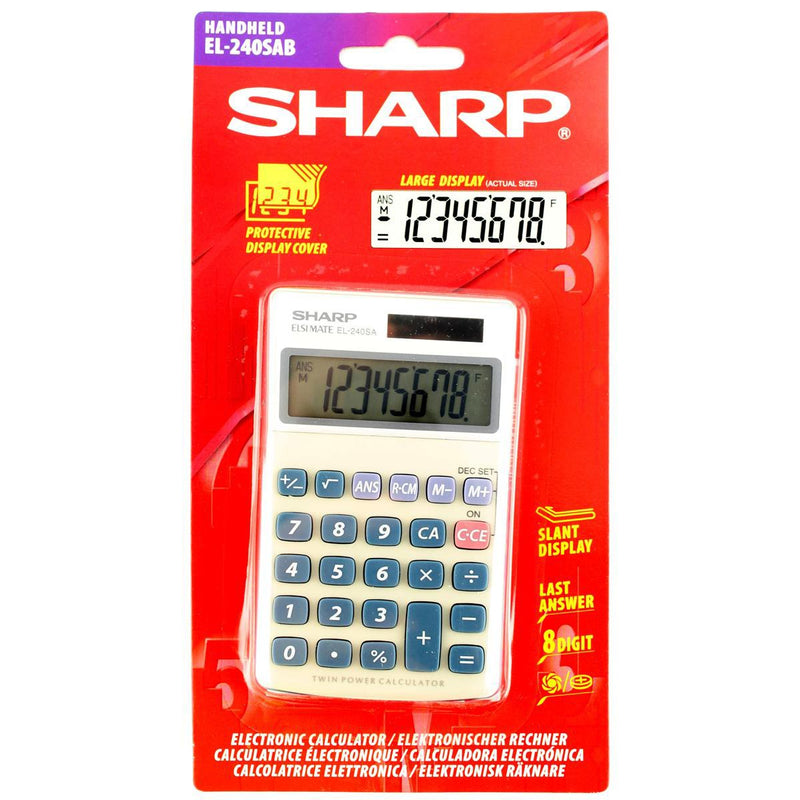 HANDHELD
EL-240SAB
SHARP®
1234
PROTECTIVE
DISPLAY COVER
LARGE DISPLAY (ACTUAL SIZE)
ANS
M
-
=
12345678.
F
SHARP
ELSI MATE EL-240SA
ANS
M
12345678.
F
DEC SET
+/− √ ANS R·CM M− M+
ON
7 8 9 CA C·CE
4 5 6 × ÷
1 2 3 + −
0 · % =
TWIN POWER CALCULATOR
SLANT
DISPLAY
LAST
ANSWER
8 DIGIT
ELECTRONIC CALCULATOR / ELEKTRONISCHER RECHNER
CALCULATRICE ÉLECTRONIQUE / CALCULADORA ELECTRÓNICA
CALCOLATRICE ELETTRONICA / ELEKTRONISK RÄKNARE